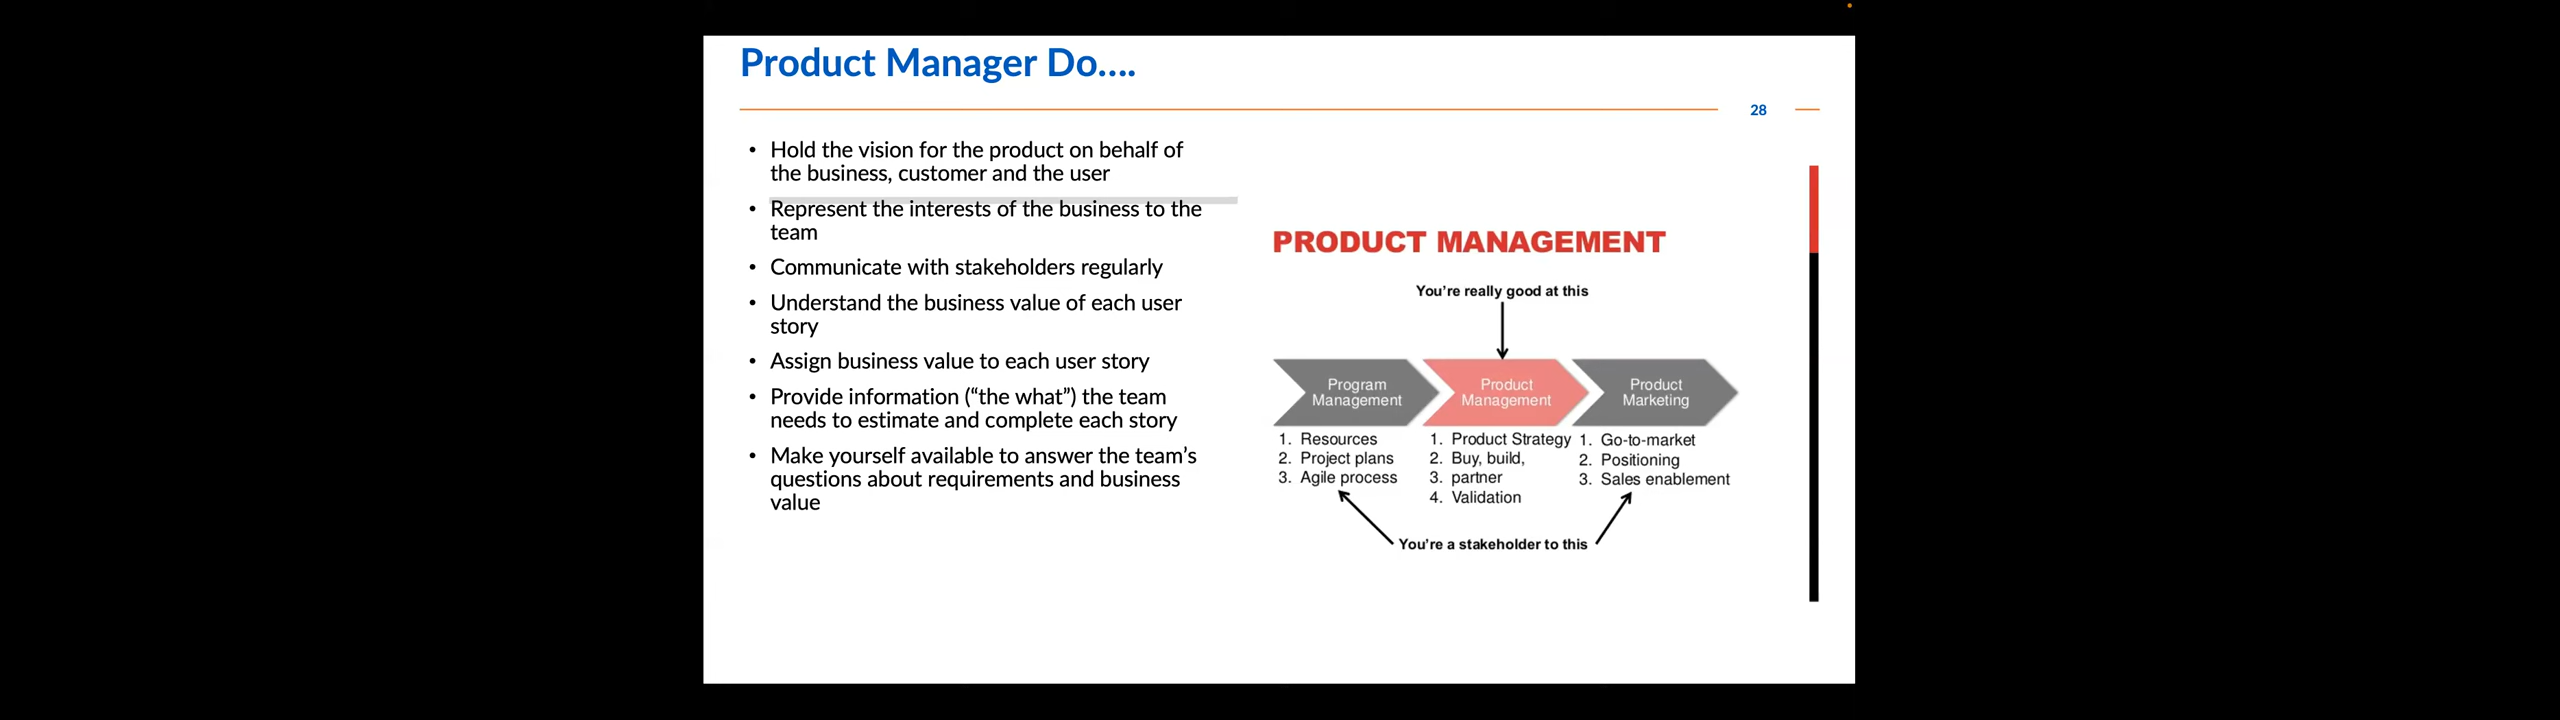 Product Manager Do....
28
• Hold the vision for the product on behalf of
the business, customer and the user
• Represent the interests of the business to the
team
• Communicate with stakeholders regularly
• Understand the business value of each user
story
• Assign business value to each user story
• Provide information (“the what”) the team
needs to estimate and complete each story
• Make yourself available to answer the team’s
questions about requirements and business
value
PRODUCT MANAGEMENT
You’re really good at this
Program
Management
Product
Management
Product
Marketing
1. Resources
2. Project plans
3. Agile process
1. Product Strategy
2. Buy, build,
3. partner
4. Validation
1. Go-to-market
2. Positioning
3. Sales enablement
You’re a stakeholder to this